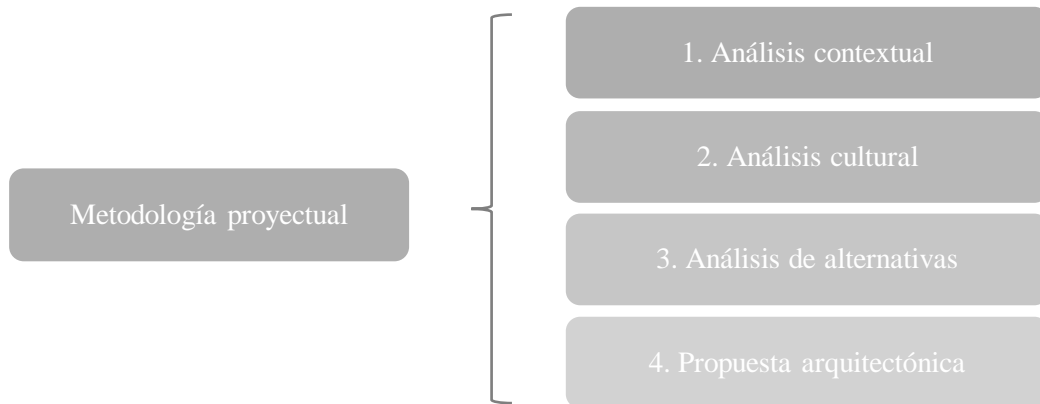 1. Análisis contextual
2. Análisis cultural
Metodología proyectual
3. Análisis de alternativas
4. Propuesta arquitectónica